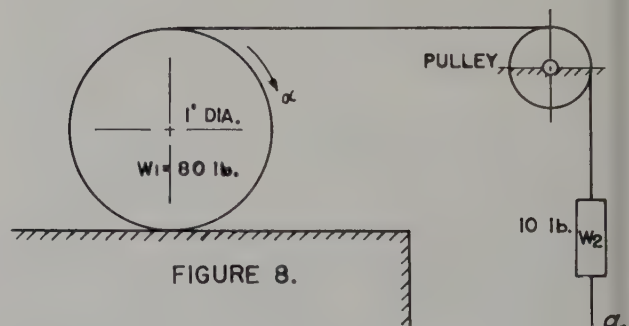 PULLEY
α
1' DIA.
W1 = 80 lb.
10 lb. W2
FIGURE 8.
a.